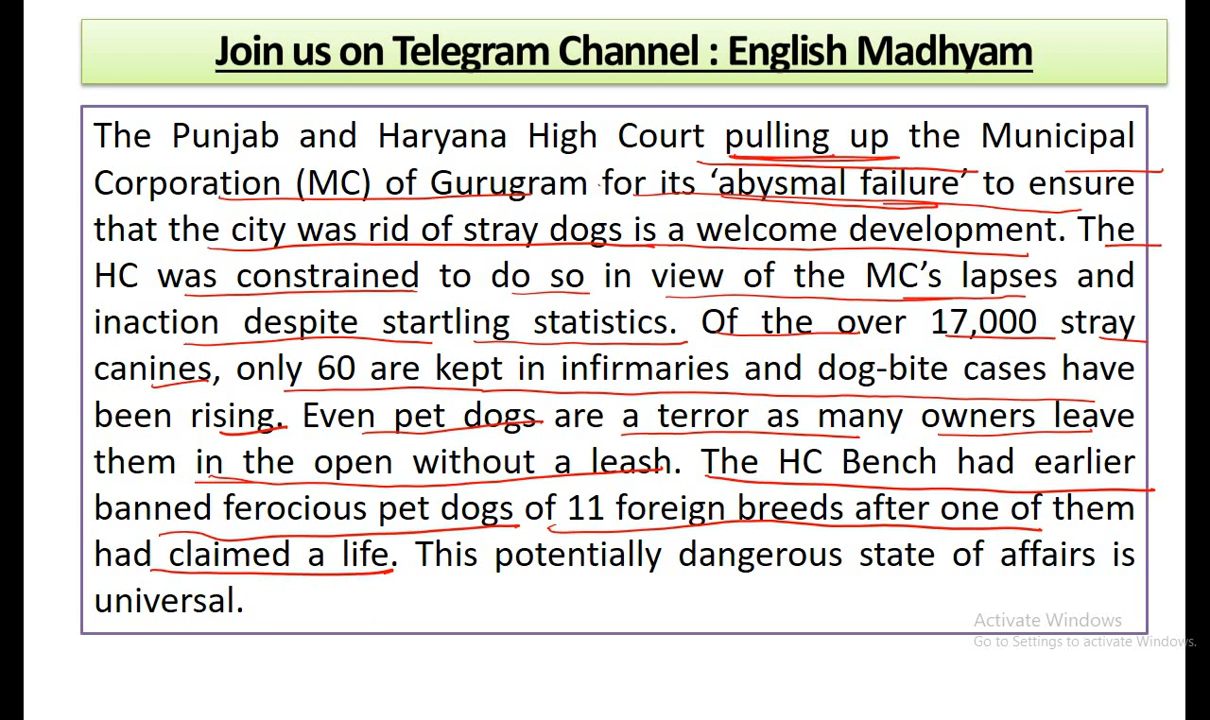 Join us on Telegram Channel : English Madhyam
The Punjab and Haryana High Court pulling up the Municipal
Corporation (MC) of Gurugram for its ‘abysmal failure’ to ensure
that the city was rid of stray dogs is a welcome development. The
HC was constrained to do so in view of the MC’s lapses and
inaction despite startling statistics. Of the over 17,000 stray
canines, only 60 are kept in infirmaries and dog-bite cases have
been rising. Even pet dogs are a terror as many owners leave
them in the open without a leash. The HC Bench had earlier
banned ferocious pet dogs of 11 foreign breeds after one of them
had claimed a life. This potentially dangerous state of affairs is
universal.
Activate Windows
Go to Settings to activate Windows.